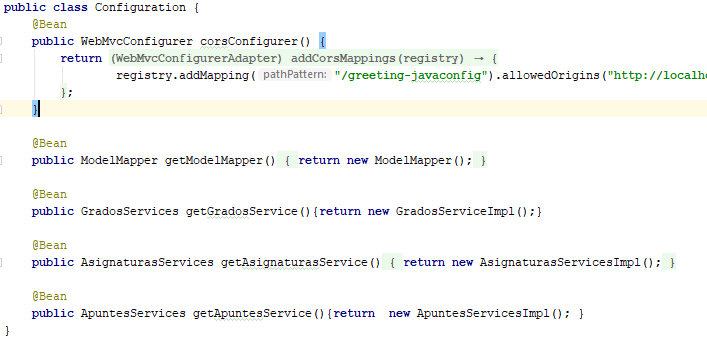 public class Configuration {
@Bean
public WebMvcConfigurer corsConfigurer() {
return (WebMvcConfigurerAdapter) addCorsMappings(registry) → {
registry.addMapping( pathPattern: "/greeting-javaconfig").allowedOrigins("http://localho
};
}
@Bean
public ModelMapper getModelMapper() { return new ModelMapper(); }
@Bean
public GradosServices getGradosService(){return new GradosServiceImpl();}
@Bean
public AsignaturasServices getAsignaturasService() { return new AsignaturasServicesImpl(); }
@Bean
public ApuntesServices getApuntesService(){return  new ApuntesServicesImpl(); }
}